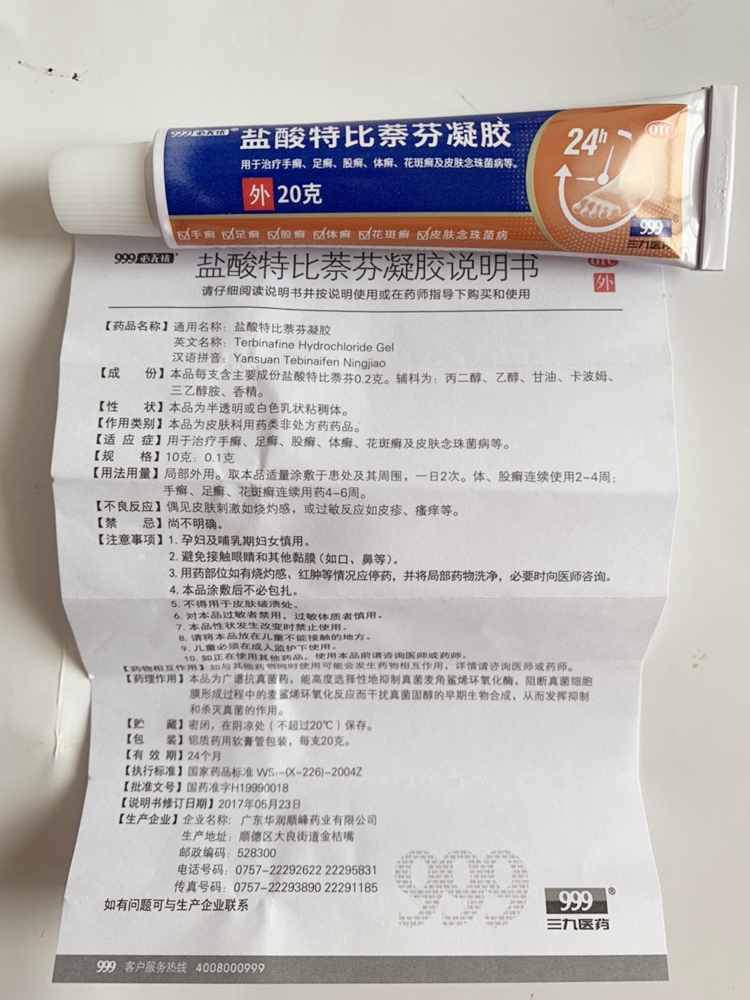 999 必无忧®
盐酸特比萘芬凝胶
用于治疗手癣、足癣、股癣、体癣、花斑癣及皮肤念珠菌病等。
外 20克
24h
OTC
☑手癣 ☑足癣 ☑股癣 ☑体癣 ☑花斑癣 ☑皮肤念珠菌病
999®
三九医药
999 必无忧®
盐酸特比萘芬凝胶说明书
OTC
外
请仔细阅读说明书并按说明使用或在药师指导下购买和使用
【药品名称】通用名称：盐酸特比萘芬凝胶
英文名称：Terbinafine Hydrochloride Gel
汉语拼音：Yansuan Tebinaifen Ningjiao
【成 份】本品每支含主要成份盐酸特比萘芬0.2克。辅料为：丙二醇、乙醇、甘油、卡波姆、
三乙醇胺、香精。
【性 状】本品为半透明或白色乳状粘稠体。
【作用类别】本品为皮肤科用药类非处方药药品。
【适 应 症】用于治疗手癣、足癣、股癣、体癣、花斑癣及皮肤念珠菌病等。
【规 格】10克：0.1克
【用法用量】局部外用。取本品适量涂敷于患处及其周围，一日2次。体、股癣连续使用2-4周；
手癣、足癣、花斑癣连续用药4-6周。
【不良反应】偶见皮肤刺激如烧灼感，或过敏反应如皮疹、瘙痒等。
【禁 忌】尚不明确。
【注意事项】1. 孕妇及哺乳期妇女慎用。
2. 避免接触眼睛和其他黏膜（如口、鼻等）。
3. 用药部位如有烧灼感、红肿等情况应停药，并将局部药物洗净，必要时向医师咨询。
4. 本品涂敷后不必包扎。
5. 不得用于皮肤破溃处。
6. 对本品过敏者禁用，过敏体质者慎用。
7. 本品性状发生改变时禁止使用。
8. 请将本品放在儿童不能接触的地方。
9. 儿童必须在成人监护下使用。
10. 如正在使用其他药品，使用本品前请咨询医师或药师。
【药物相互作用】如与其他药物同时使用可能会发生药物相互作用，详情请咨询医师或药师。
【药理作用】本品为广谱抗真菌药，能高度选择性地抑制真菌麦角鲨烯环氧化酶，阻断真菌细胞
膜形成过程中的麦鲨烯环氧化反应而干扰真菌固醇的早期生物合成，从而发挥抑制
和杀灭真菌的作用。
【贮 藏】密闭，在阴凉处（不超过20℃）保存。
【包 装】铝质药用软膏管包装，每支20克。
【有 效 期】24个月
【执行标准】国家药品标准 WS₁-(X-226)-2004Z
【批准文号】国药准字H19990018
【说明书修订日期】2017年05月23日
【生产企业】企业名称：广东华润顺峰药业有限公司
生产地址：顺德区大良街道金桔嘴
邮政编码：528300
电话号码：0757-22292622 22295831
传真号码：0757-22293890 22291185
如有问题可与生产企业联系
999®
三九医药
999 客户服务热线 4008000999